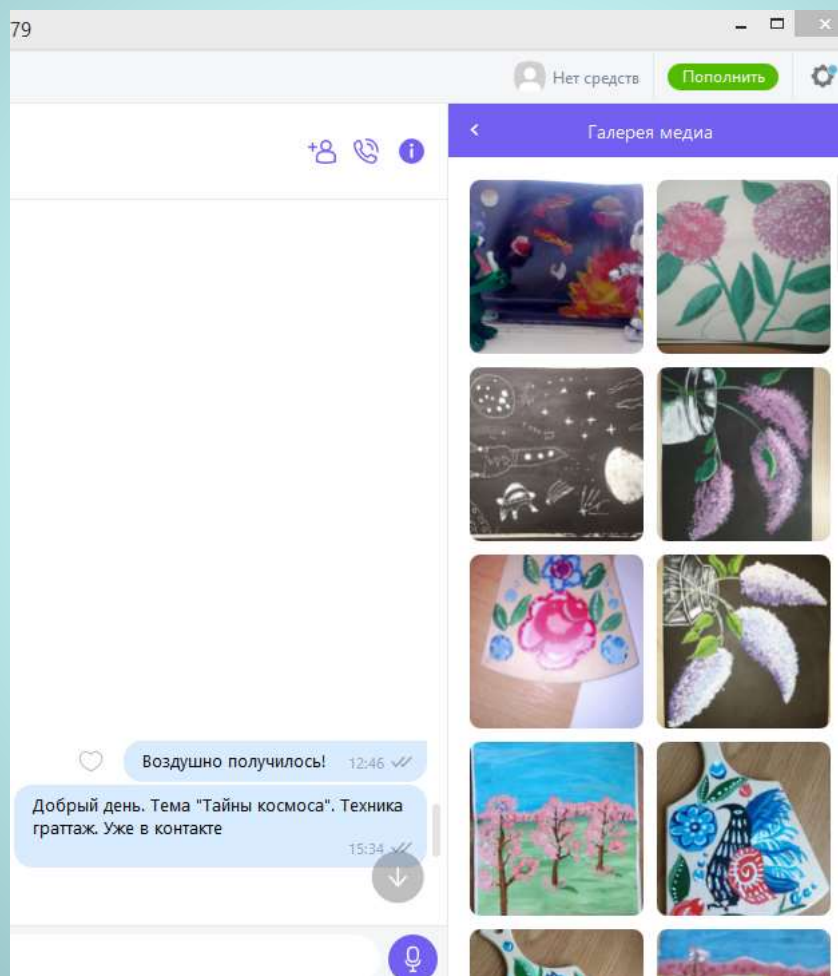 79
Нет средств
Пополнить
Галерея медиа
Воздушно получилось!
12:46
Добрый день. Тема "Тайны космоса". Техника
граттаж. Уже в контакте
15:34